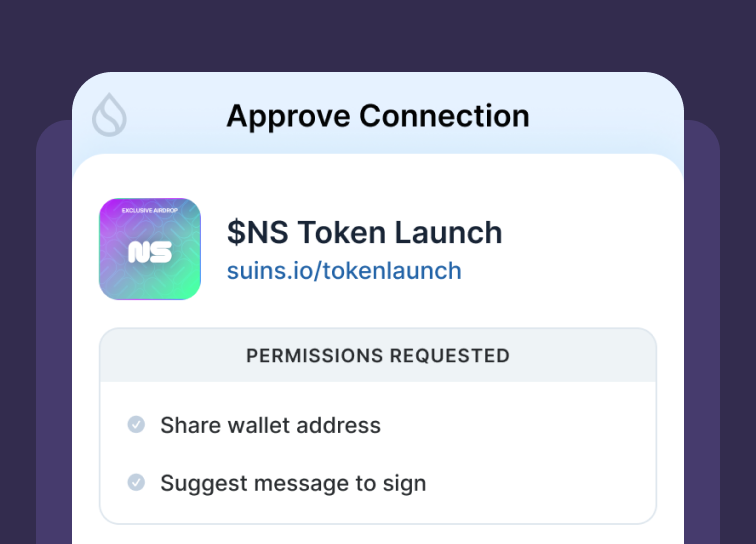 Approve Connection
EXCLUSIVE AIRDROP
NS
$NS Token Launch
suins.io/tokenlaunch
PERMISSIONS REQUESTED
Share wallet address
Suggest message to sign